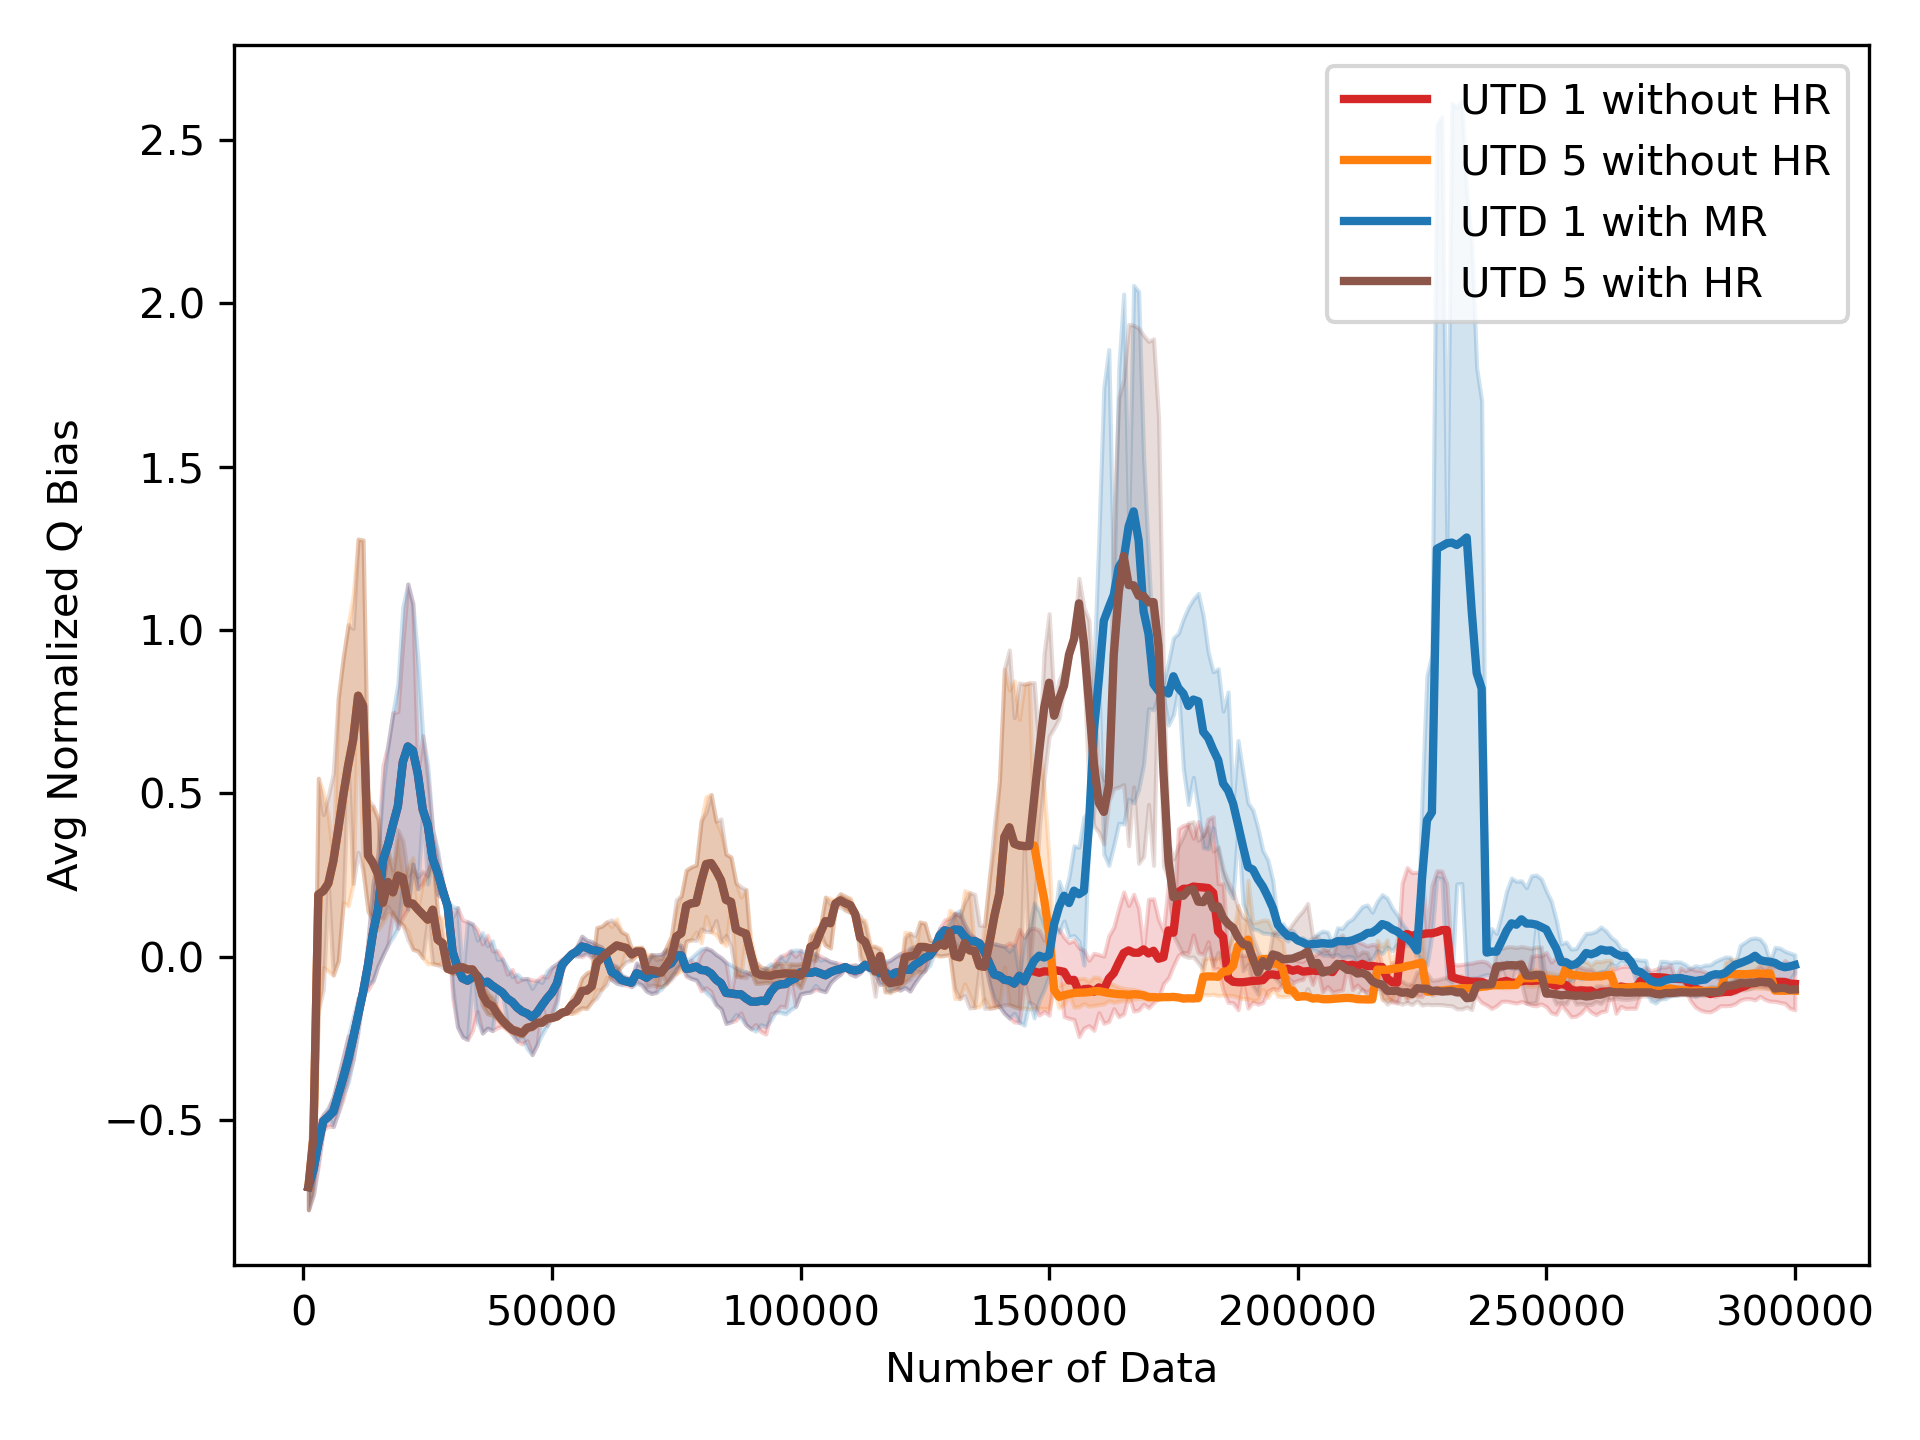 UTD 1 without HR
UTD 5 without HR
UTD 1 with MR
UTD 5 with HR
2.5
2.0
1.5
1.0
0.5
0.0
−0.5
Avg Normalized Q Bias
0 50000 100000 150000 200000 250000 300000
Number of Data